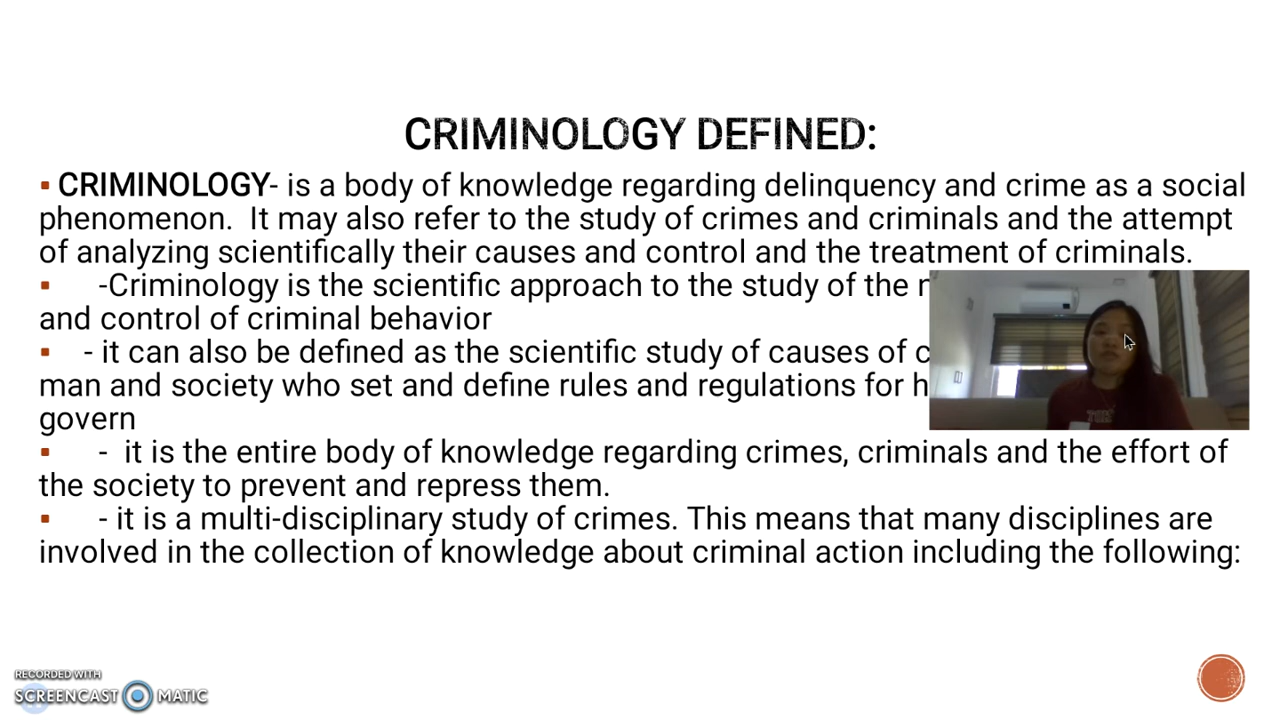 CRIMINOLOGY DEFINED:
CRIMINOLOGY- is a body of knowledge regarding delinquency and crime as a social
phenomenon. It may also refer to the study of crimes and criminals and the attempt
of analyzing scientifically their causes and control and the treatment of criminals.
-Criminology is the scientific approach to the study of the
and control of criminal behavior
- it can also be defined as the scientific study of causes of
man and society who set and define rules and regulations for
govern
- it is the entire body of knowledge regarding crimes, criminals and the effort of
the society to prevent and repress them.
- it is a multi-disciplinary study of crimes. This means that many disciplines are
involved in the collection of knowledge about criminal action including the following:
RECORDED WITH
SCREENCAST MATIC